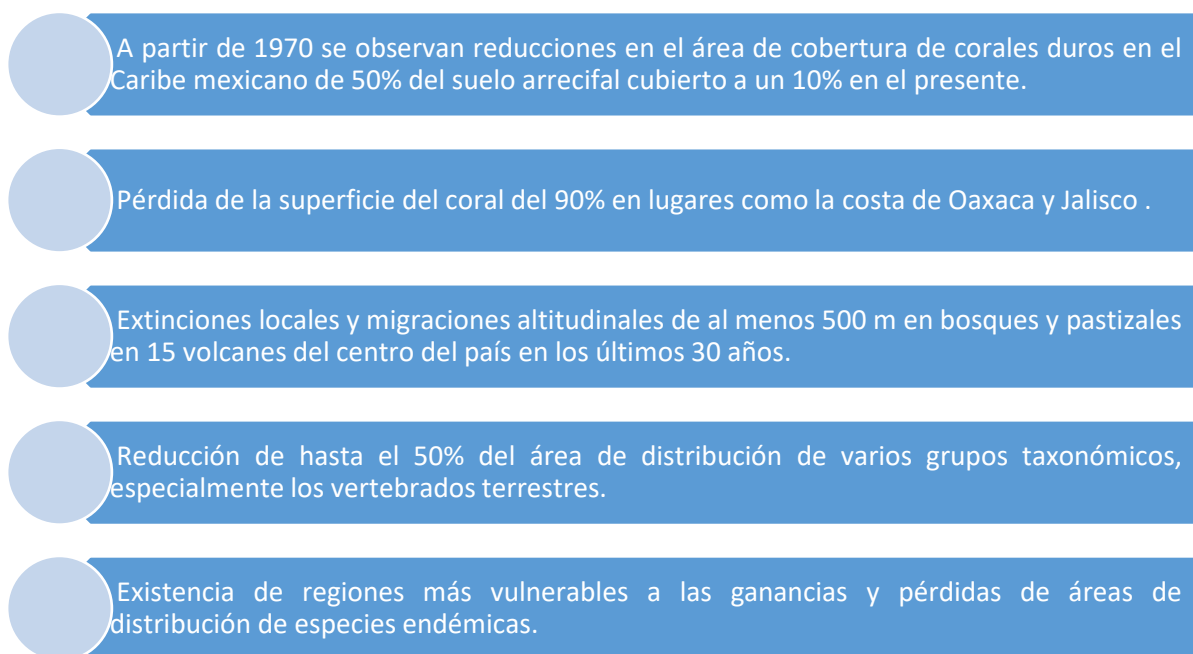 A partir de 1970 se observan reducciones en el área de cobertura de corales duros en el
Caribe mexicano de 50% del suelo arrecifal cubierto a un 10% en el presente.
Pérdida de la superficie del coral del 90% en lugares como la costa de Oaxaca y Jalisco .
Extinciones locales y migraciones altitudinales de al menos 500 m en bosques y pastizales
en 15 volcanes del centro del país en los últimos 30 años.
Reducción de hasta el 50% del área de distribución de varios grupos taxonómicos,
especialmente los vertebrados terrestres.
Existencia de regiones más vulnerables a las ganancias y pérdidas de áreas de
distribución de especies endémicas.